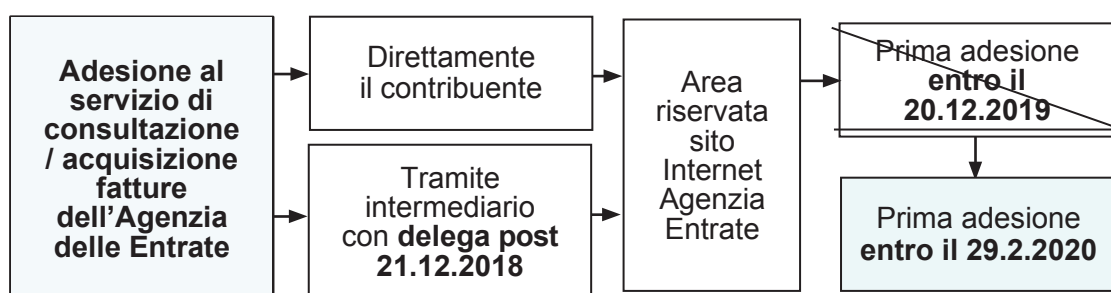 Adesione al
servizio di
consultazione
/ acquisizione
fatture
dell’Agenzia
delle Entrate
Direttamente
il contribuente
Tramite
intermediario
con delega post
21.12.2018
Area
riservata
sito
Internet
Agenzia
Entrate
Prima adesione
entro il
20.12.2019
Prima adesione
entro il 29.2.2020